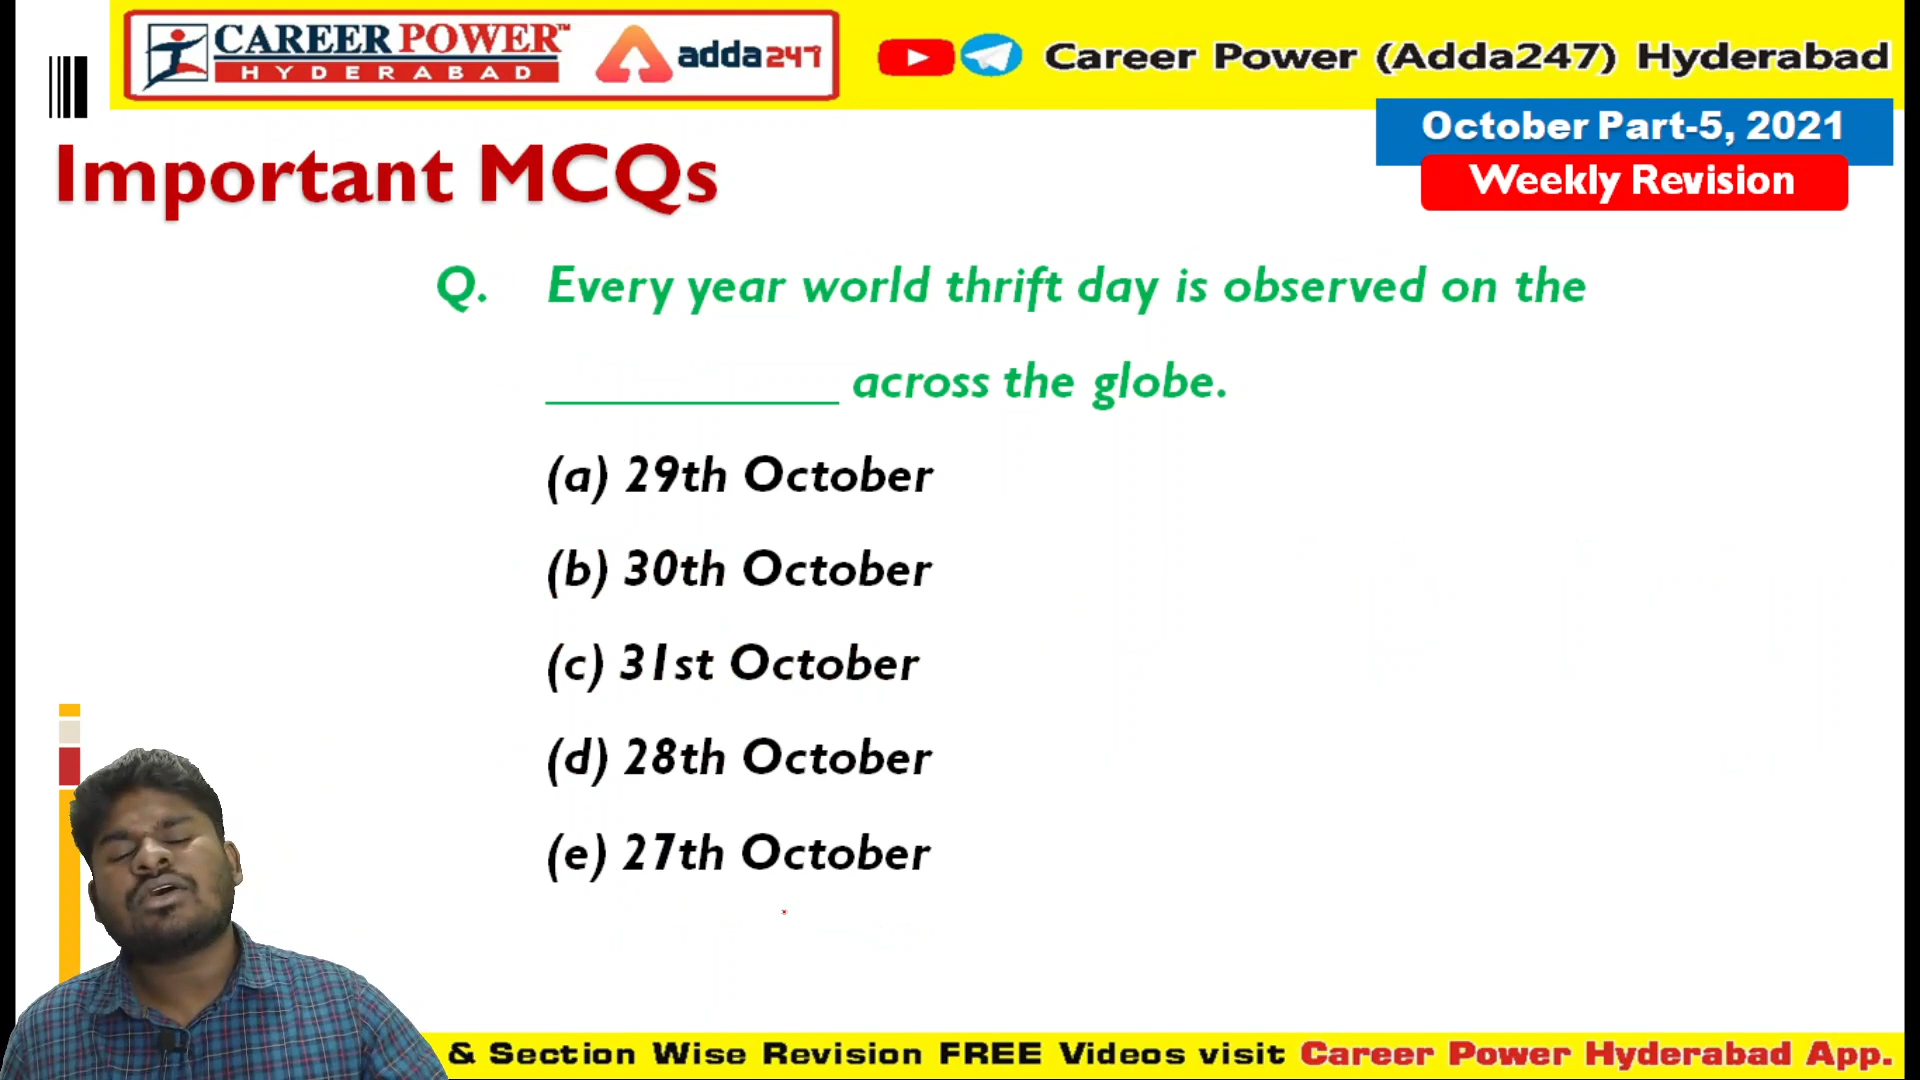 CAREER POWER™
HYDERABAD
adda247
Career Power (Adda247) Hyderabad
October Part-5, 2021
Weekly Revision
Important MCQs
Q. Every year world thrift day is observed on the
____________ across the globe.
(a) 29th October
(b) 30th October
(c) 31st October
(d) 28th October
(e) 27th October
& Section Wise Revision FREE Videos visit Career Power Hyderabad App.